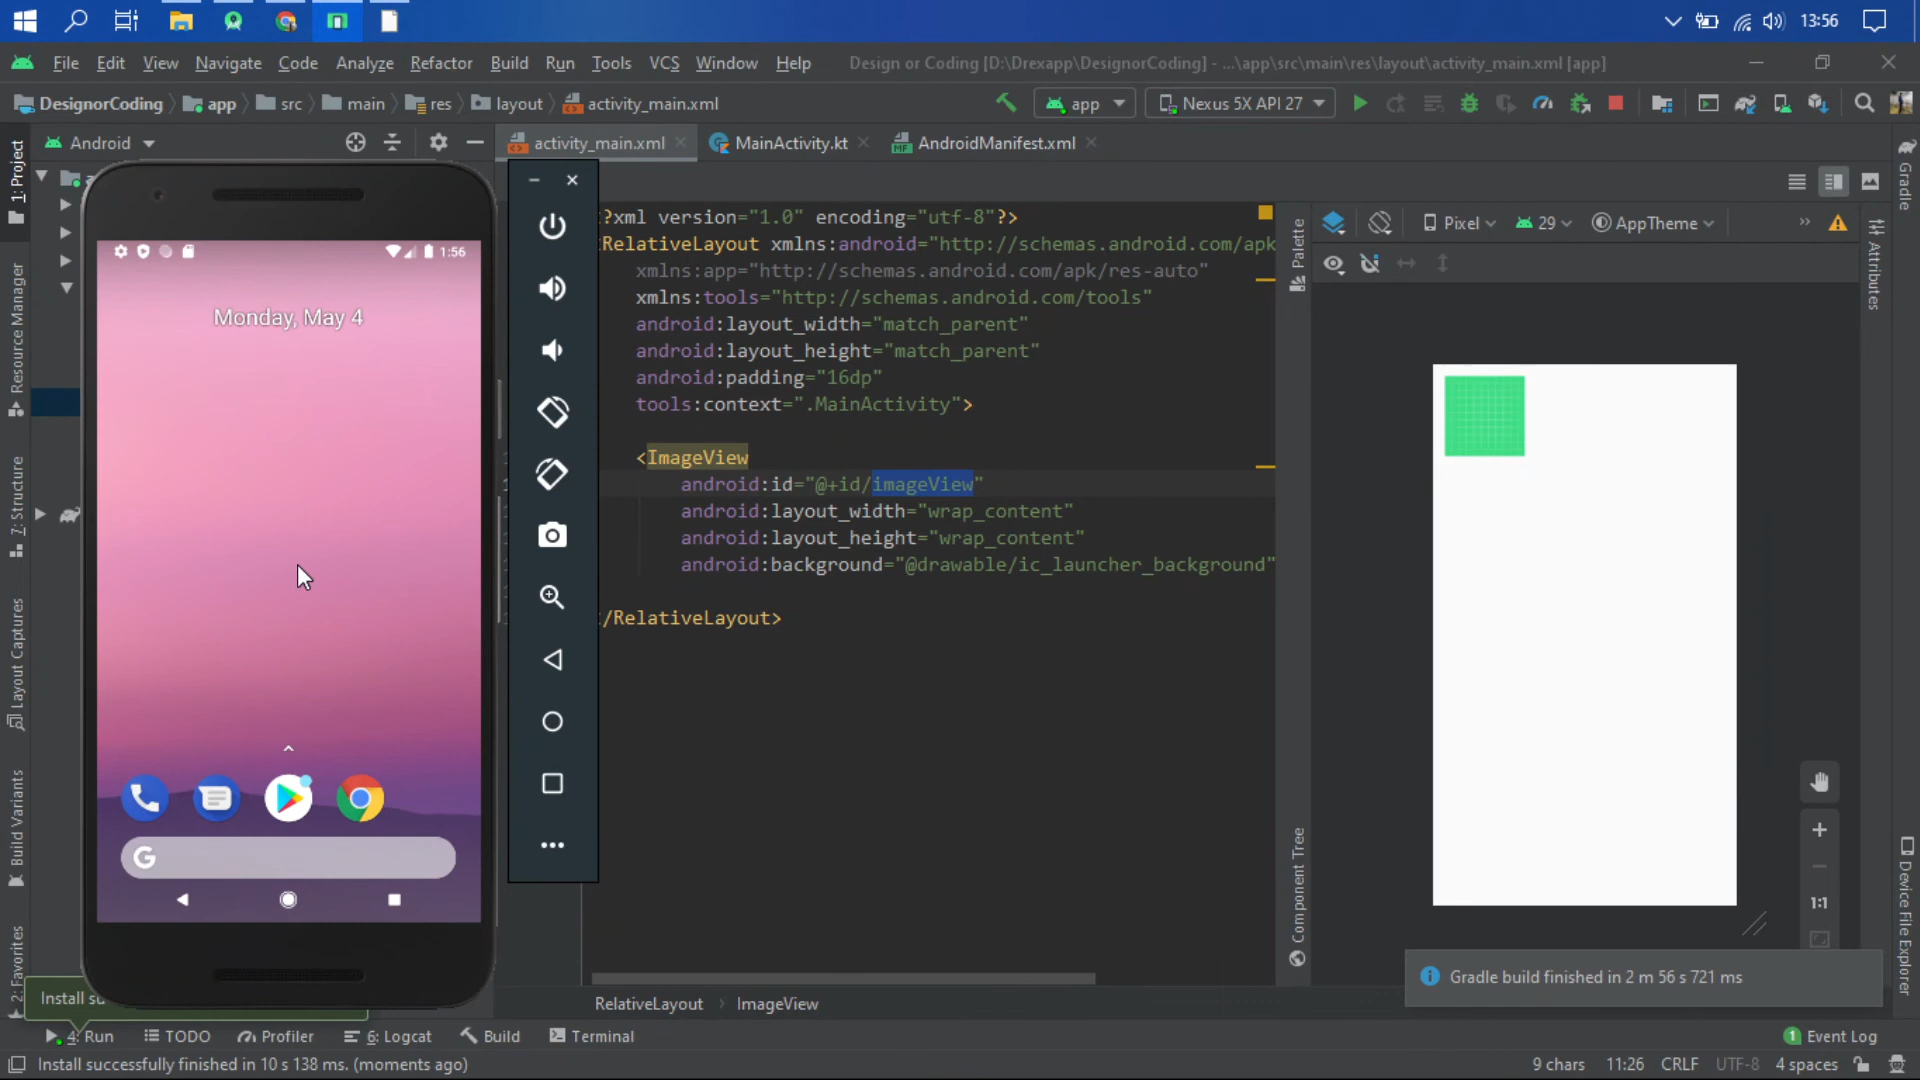 13:56
File Edit View Navigate Code Analyze Refactor Build Run Tools VCS Window Help Design or Coding [D:\Drexapp\DesignorCoding] - ...\app\src\main\res\layout\activity_main.xml [app]
DesignorCoding app src main res layout activity_main.xml app Nexus 5X API 27
Android activity_main.xml MainActivity.kt AndroidManifest.xml
1: Project
Resource Manager
7: Structure
Layout Captures
Build Variants
2: Favorites
1:56
Monday, May 4
?xml version="1.0" encoding="utf-8"?>
RelativeLayout xmlns:android="http://schemas.android.com/apk
xmlns:app="http://schemas.android.com/apk/res-auto"
xmlns:tools="http://schemas.android.com/tools"
android:layout_width="match_parent"
android:layout_height="match_parent"
android:padding="16dp"
tools:context=".MainActivity">
<ImageView
android:id="@+id/imageView"
android:layout_width="wrap_content"
android:layout_height="wrap_content"
android:background="@drawable/ic_launcher_background"
/RelativeLayout>
Palette
Component Tree
Pixel 29 AppTheme
Gradle
Attributes
Device File Explorer
1:1
Gradle build finished in 2 m 56 s 721 ms
RelativeLayout ImageView
Install su
4: Run TODO Profiler 6: Logcat Build Terminal 1 Event Log
Install successfully finished in 10 s 138 ms. (moments ago) 9 chars 11:26 CRLF UTF-8 4 spaces